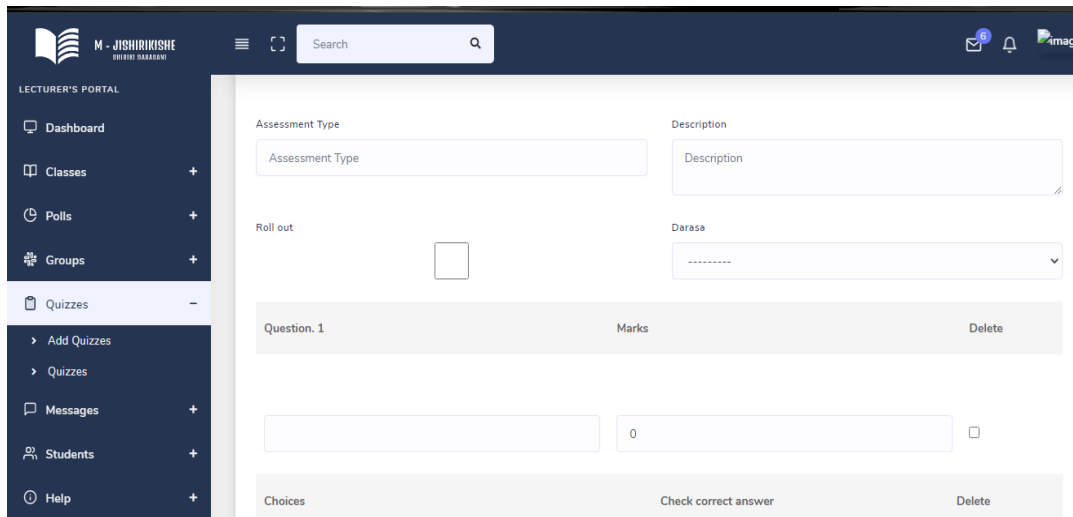 M - JISHIRIKISHE
SHIRIKI DARASANI
Search
6
imag
LECTURER'S PORTAL
Dashboard
Classes +
Polls +
Groups +
Quizzes -
Add Quizzes
Quizzes
Messages +
Students +
Help +
Assessment Type
Assessment Type
Description
Description
Roll out
Darasa
---------
Question. 1 Marks Delete
0
Choices Check correct answer Delete